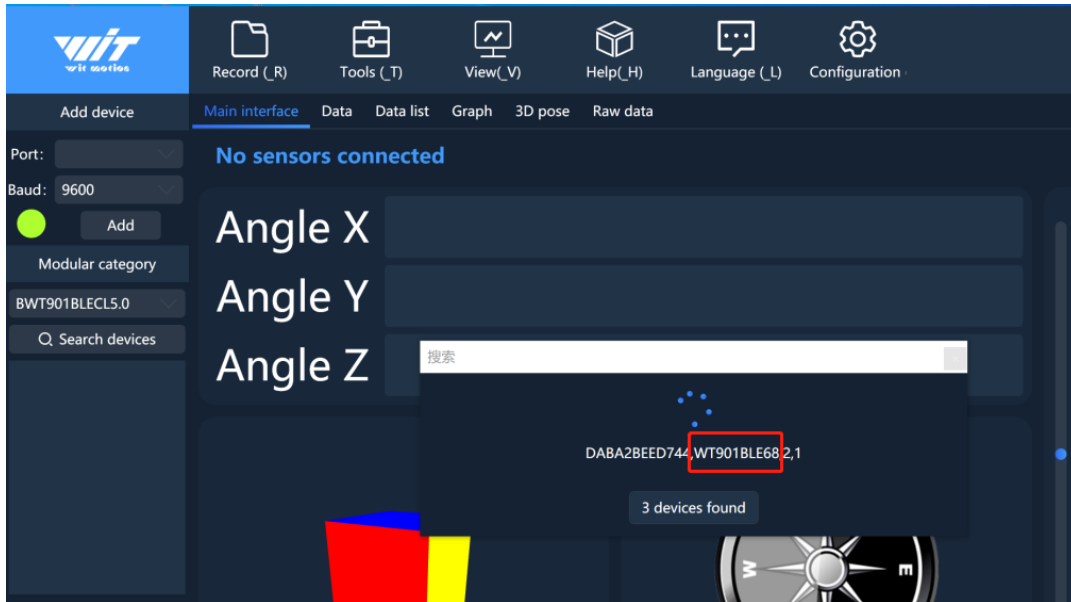 wit
wit motion
Record (_R)
Tools (_T)
View(_V)
Help(_H)
Language (_L)
Configuration
Add device
Main interface
Data
Data list
Graph
3D pose
Raw data
Port:
No sensors connected
Baud: 9600
Add
Angle X
Modular category
Angle Y
BWT901BLECL5.0
Search devices
Angle Z
搜索
DABA2BEED744,WT901BLE68,2,1
3 devices found
W
E